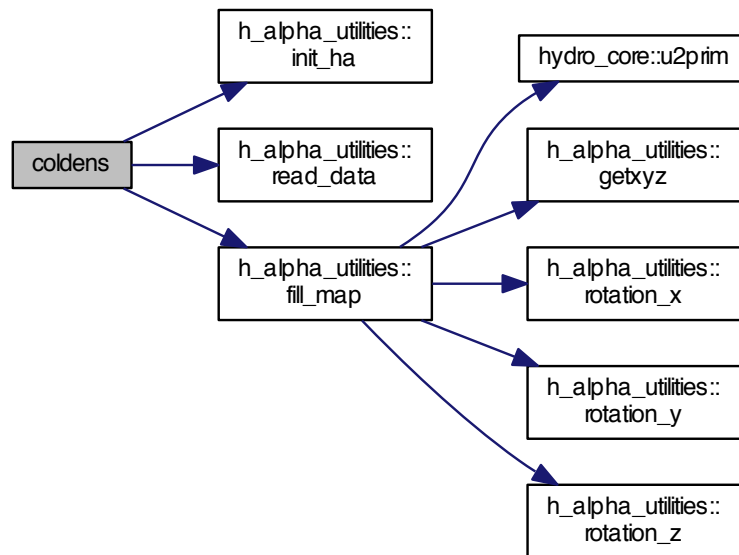 coldens
h_alpha_utilities::
init_ha
h_alpha_utilities::
read_data
h_alpha_utilities::
fill_map
hydro_core::u2prim
h_alpha_utilities::
getxyz
h_alpha_utilities::
rotation_x
h_alpha_utilities::
rotation_y
h_alpha_utilities::
rotation_z